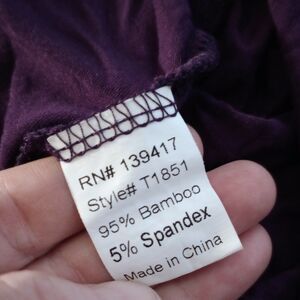 RN# 139417
Style# T1851
95% Bamboo
5% Spandex
Made in China